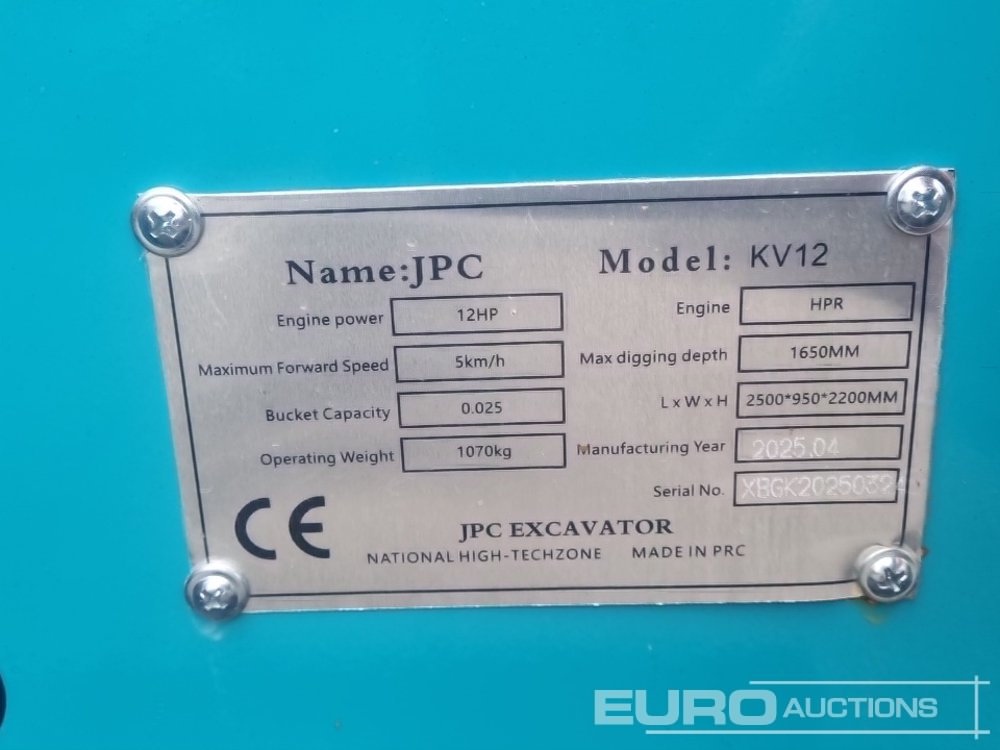 Name:JPC Model: KV12
Engine power 12HP Engine HPR
Maximum Forward Speed 5km/h Max digging depth 1650MM
Bucket Capacity 0.025 L x W x H 2500*950*2200MM
Operating Weight 1070kg Manufacturing Year 2025.04
Serial No.
CE JPC EXCAVATOR
NATIONAL HIGH-TECHZONE MADE IN PRC
EURO AUCTIONS